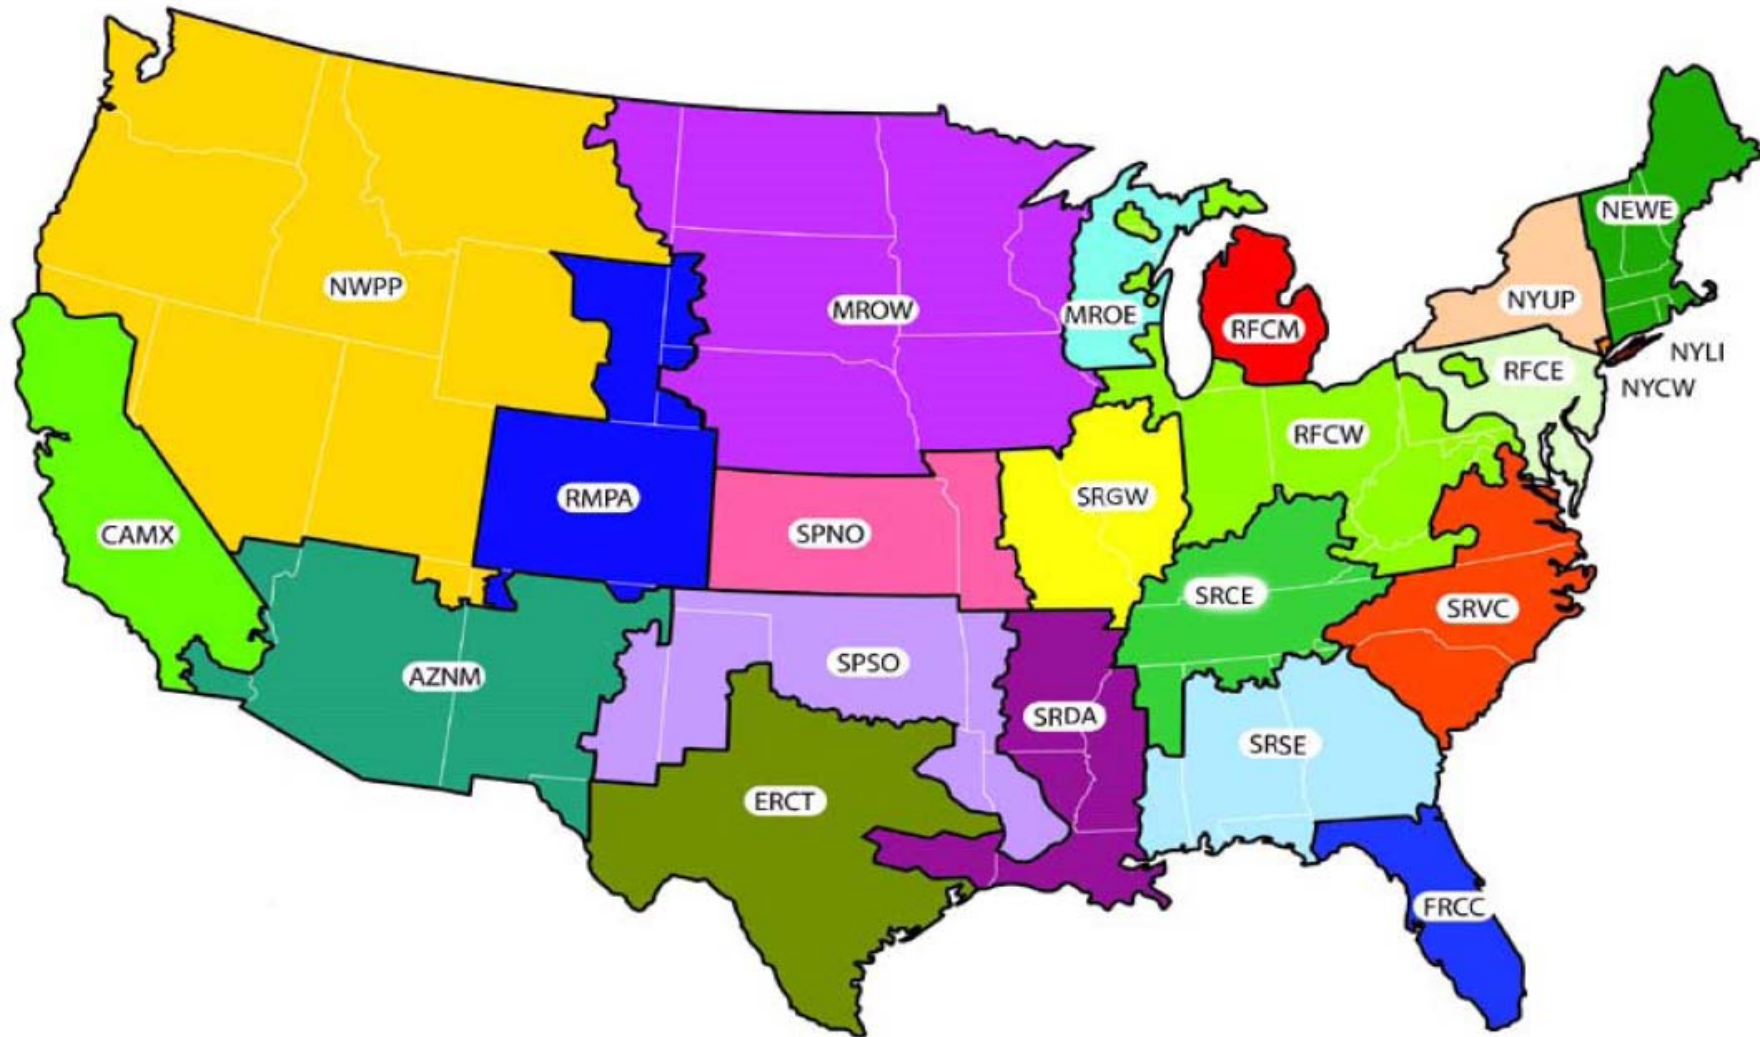 NEWE
NWPP
NYUP
MROW
MROE
RFCM
NYLI
RFCE
NYCW
RFCW
RMPA
SRGW
CAMX
SPNO
SRCE
SRVC
AZNM
SPSO
SRDA
SRSE
ERCT
FRCC